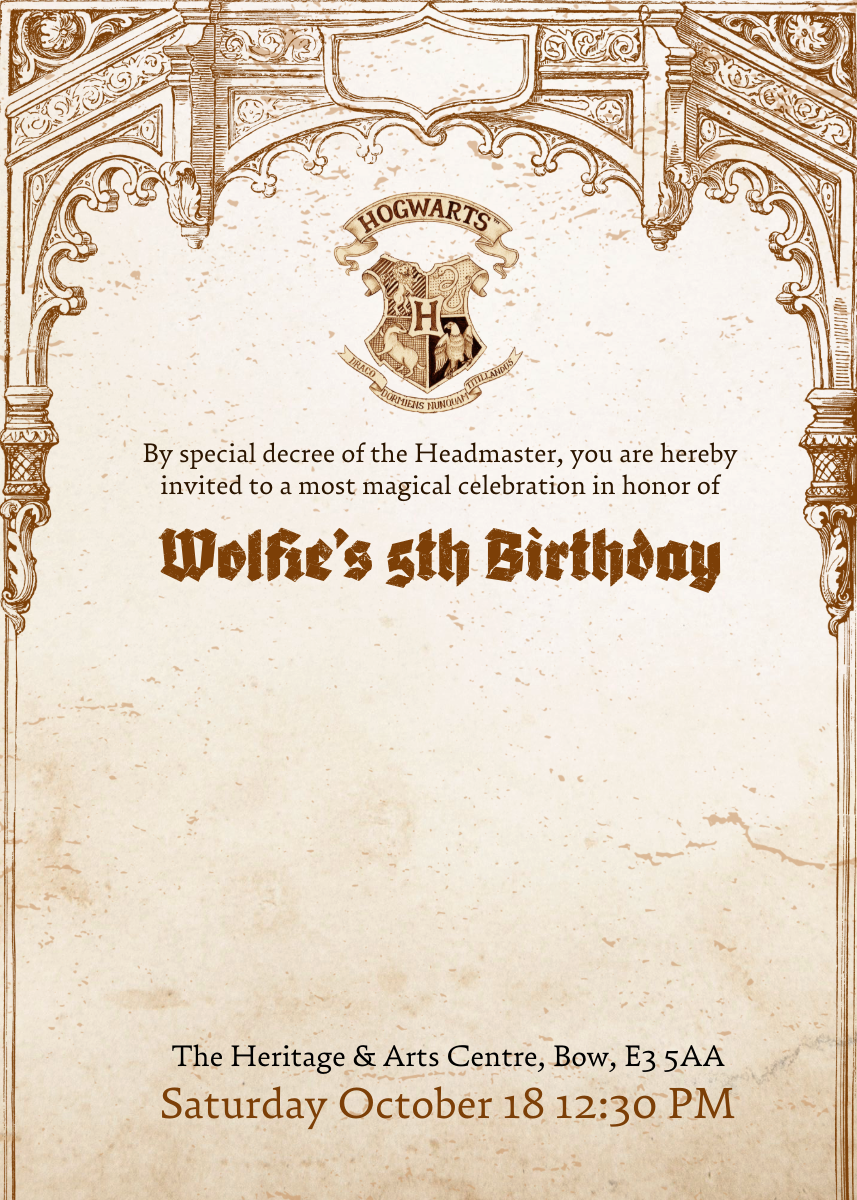 HOGWARTS™
H
DRACO DORMIENS NUNQUAM TITILLANDUS
By special decree of the Headmaster, you are hereby
invited to a most magical celebration in honor of
Wolfie's 5th Birthday
The Heritage & Arts Centre, Bow, E3 5AA
Saturday October 18 12:30 PM